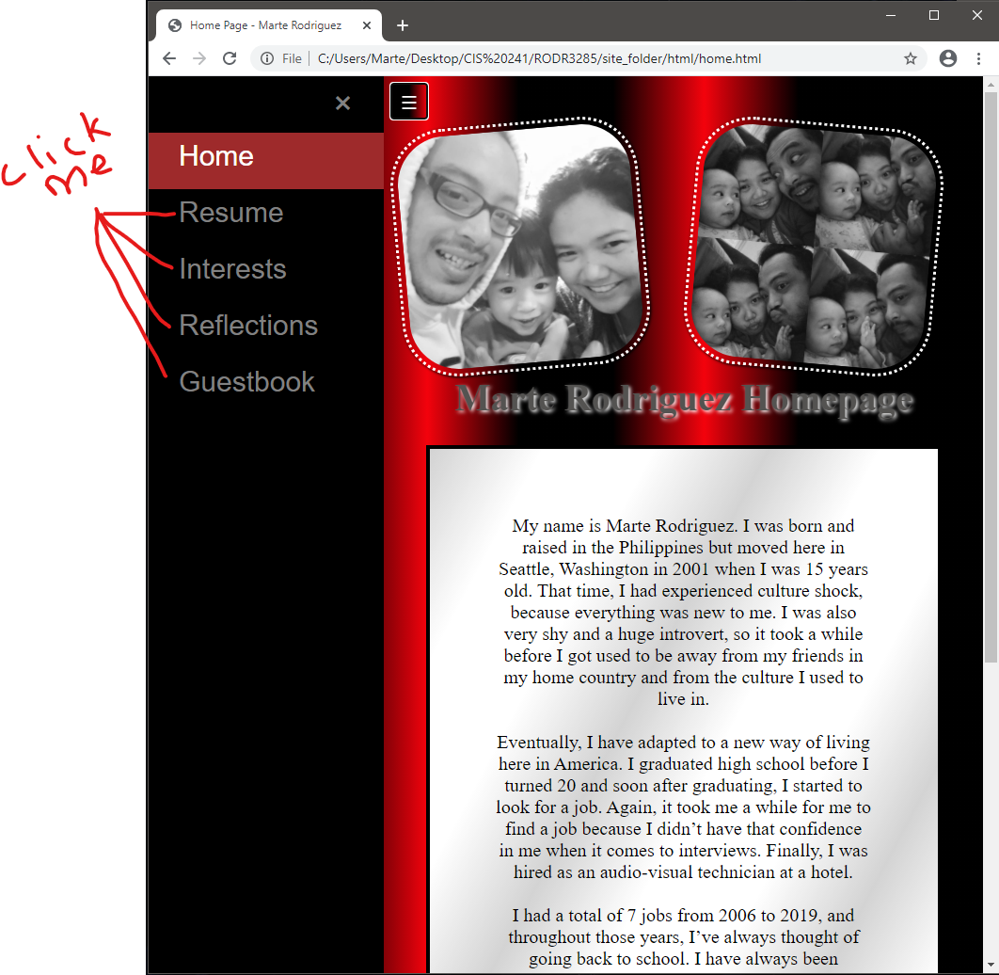 Home Page - Marte Rodriguez
File | C:/Users/Marte/Desktop/CIS%20241/RODR3285/site_folder/html/home.html
click
me
Home
Resume
Interests
Reflections
Guestbook
Marte Rodriguez Homepage
My name is Marte Rodriguez. I was born and
raised in the Philippines but moved here in
Seattle, Washington in 2001 when I was 15 years
old. That time, I had experienced culture shock,
because everything was new to me. I was also
very shy and a huge introvert, so it took a while
before I got used to be away from my friends in
my home country and from the culture I used to
live in.
Eventually, I have adapted to a new way of living
here in America. I graduated high school before I
turned 20 and soon after graduating, I started to
look for a job. Again, it took me a while for me to
find a job because I didn’t have that confidence
in me when it comes to interviews. Finally, I was
hired as an audio-visual technician at a hotel.
I had a total of 7 jobs from 2006 to 2019, and
throughout those years, I’ve always thought of
going back to school. I have always been